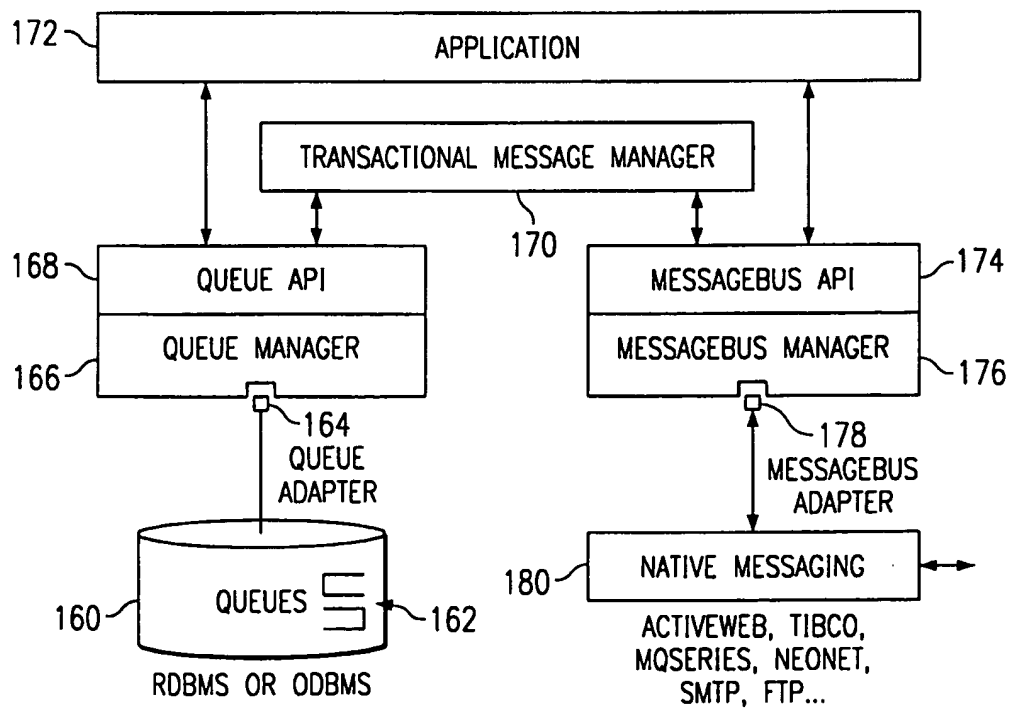 172
APPLICATION
TRANSACTIONAL MESSAGE MANAGER
170
168
QUEUE API
MESSAGEBUS API
174
166
QUEUE MANAGER
MESSAGEBUS MANAGER
176
164
QUEUE
ADAPTER
178
MESSAGEBUS
ADAPTER
160
QUEUES
162
RDBMS OR ODBMS
180
NATIVE MESSAGING
ACTIVEWEB, TIBCO,
MQSERIES, NEONET,
SMTP, FTP...